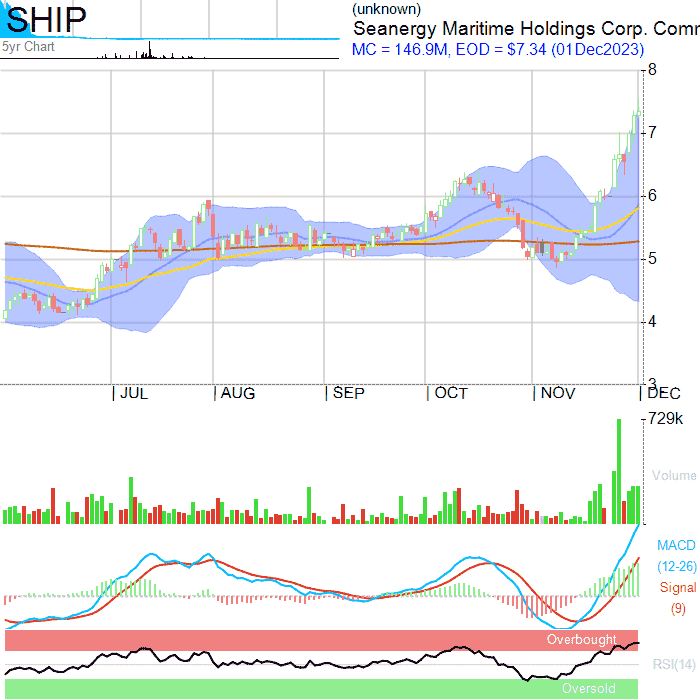 SHIP
5yr Chart
(unknown)
Seanergy Maritime Holdings Corp. Comr
MC = 146.9M, EOD = $7.34 (01Dec2023)
8
7
6
5
4
3
JUL AUG SEP OCT NOV DEC
729k
Volume
MACD
(12-26)
Signal
(9)
Overbought
RSI(14)
Oversold